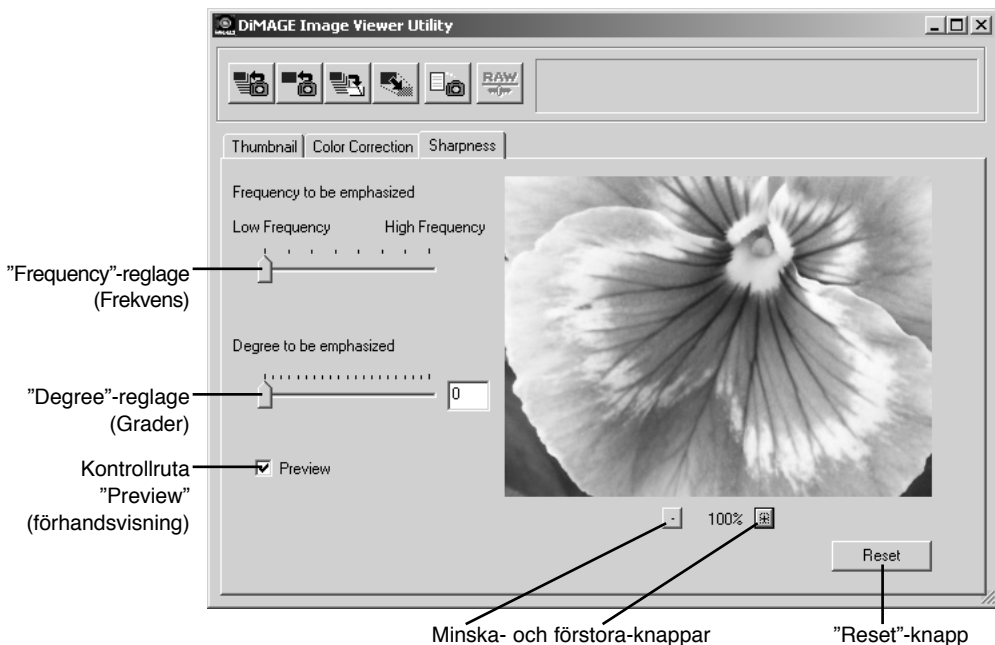 DiMAGE Image Viewer Utility
RAW
Thumbnail Color Correction Sharpness
Frequency to be emphasized
Low Frequency High Frequency
”Frequency”-reglage
(Frekvens)
Degree to be emphasized
”Degree”-reglage
(Grader)
0
Kontrollruta
”Preview”
(förhandsvisning)
Preview
- 100% +
Reset
Minska- och förstora-knappar
”Reset”-knapp